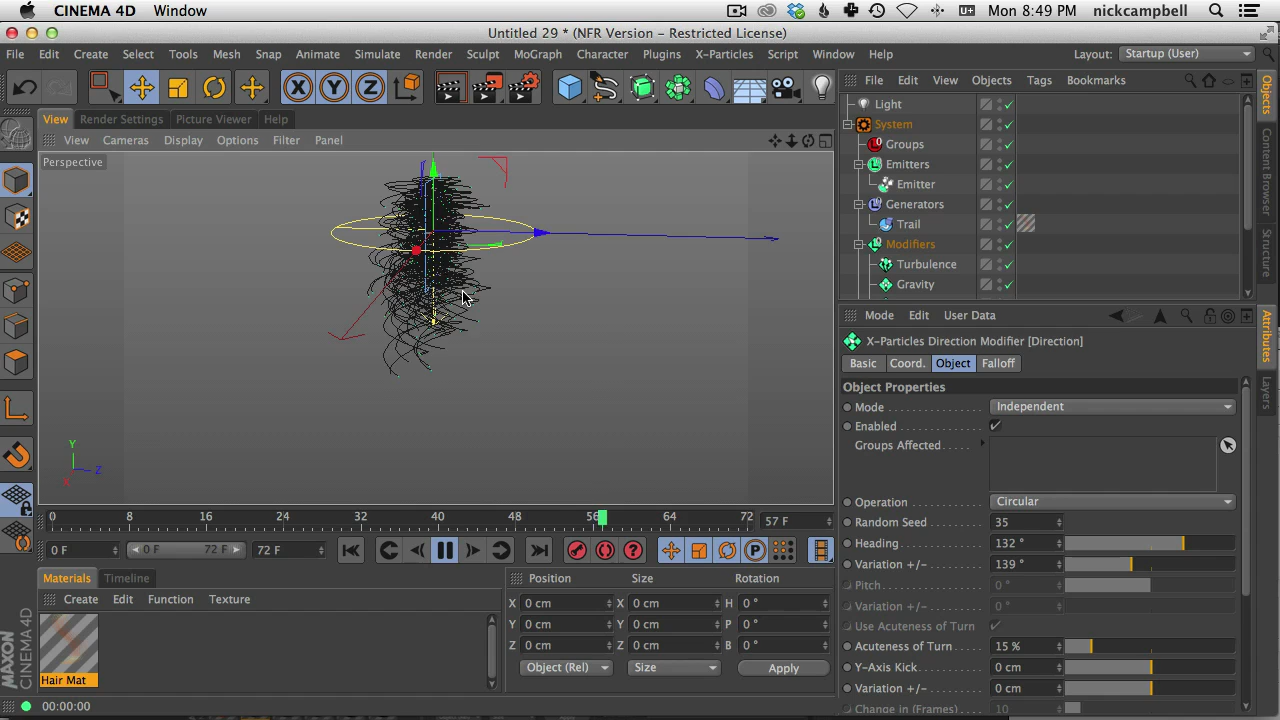 CINEMA 4D Window Mon 8:49 PM nickcampbell
Untitled 29 * (NFR Version - Restricted License)
File Edit Create Select Tools Mesh Snap Animate Simulate Render Sculpt MoGraph Character Plugins X-Particles Script Window Help Layout: Startup (User)
X Y Z
File Edit View Objects Tags Bookmarks
View Render Settings Picture Viewer Help
View Cameras Display Options Filter Panel
Perspective
Light
System
Groups
Emitters
Emitter
Generators
Trail
Modifiers
Turbulence
Gravity
Objects
Content Browser
Structure
Mode Edit User Data
X-Particles Direction Modifier [Direction]
Basic Coord. Object Falloff
Object Properties
Mode Independent
Enabled
Groups Affected
Operation Circular
Random Seed 35
Heading 132 °
Variation +/- 139 °
Pitch 0 °
Variation +/- 0 °
Use Acuteness of Turn
Acuteness of Turn 15 %
Y-Axis Kick 0 cm
Variation +/- 0 cm
Change in (Frames) 10
Attributes
Layers
Y
Z
X
0 8 16 24 32 40 48 56 64 72 57 F
0 F 0 F 72 F 72 F
P
Materials Timeline
Create Edit Function Texture
Hair Mat
Position Size Rotation
X 0 cm X 0 cm H 0 °
Y 0 cm Y 0 cm P 0 °
Z 0 cm Z 0 cm B 0 °
Object (Rel) Size Apply
MAXON
CINEMA 4D
00:00:00